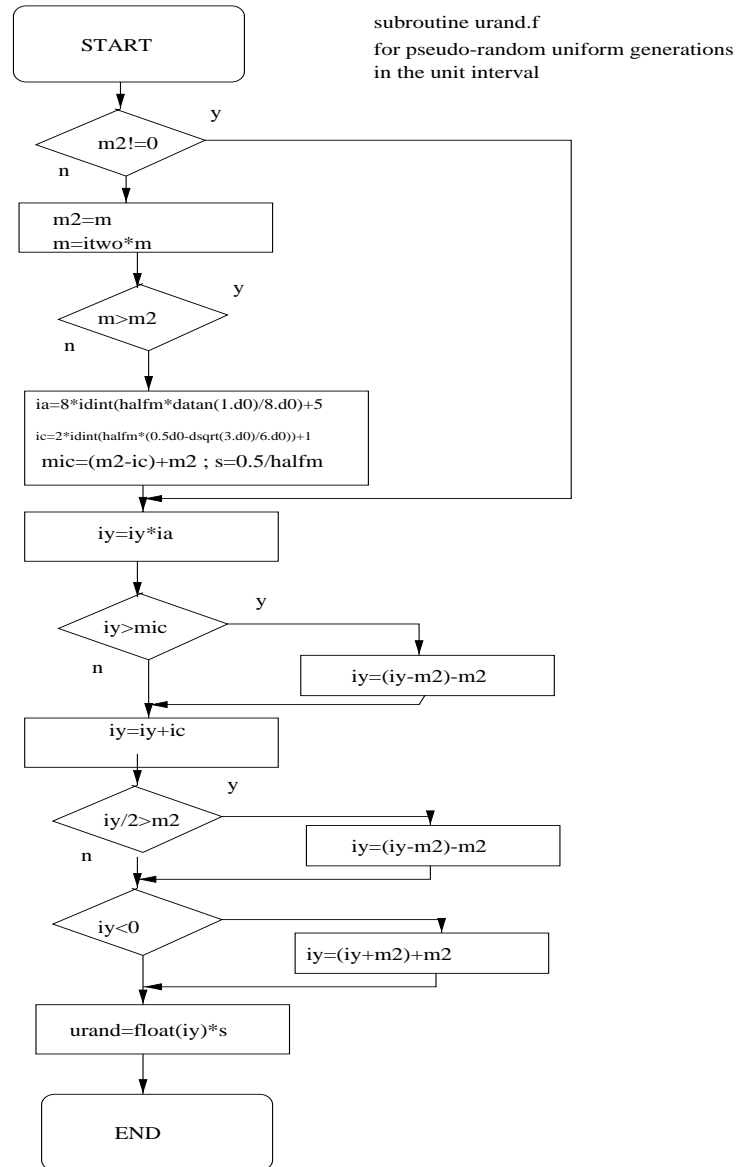 subroutine urand.f
for pseudo-random uniform generations
in the unit interval
START
y
m2!=0
n
m2=m
m=itwo*m
y
m>m2
n
ia=8*idint(halfm*datan(1.d0)/8.d0)+5
ic=2*idint(halfm*(0.5d0-dsqrt(3.d0)/6.d0))+1
mic=(m2-ic)+m2 ; s=0.5/halfm
iy=iy*ia
y
iy>mic
n
iy=(iy-m2)-m2
iy=iy+ic
y
iy/2>m2
n
iy=(iy-m2)-m2
iy<0
iy=(iy+m2)+m2
urand=float(iy)*s
END